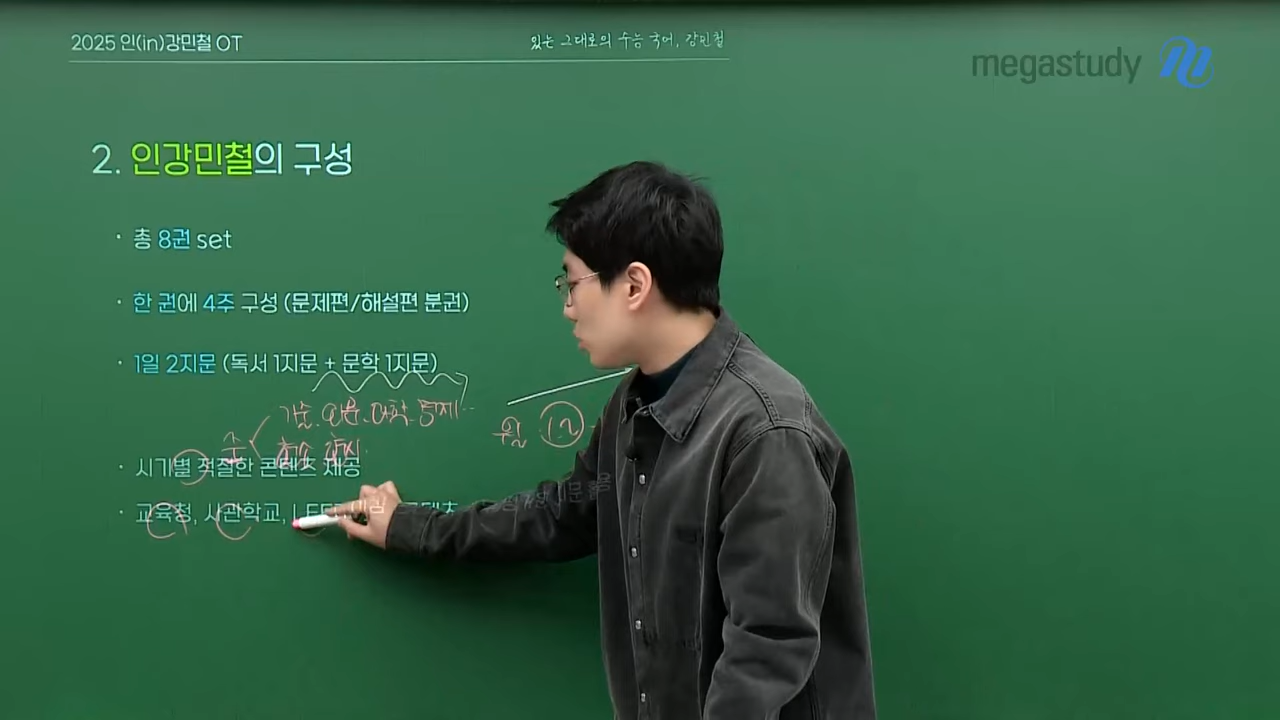 2025 인(in)강민철 OT
있는 그대로의 수능 국어, 강민철
megastudy
2. 인강민철의 구성
· 총 8권 set
· 한 권에 4주 구성 (문제편/해설편 분권)
· 1일 2지문 (독서 1지문 + 문학 1지문)
기출
월
· 시기별 적절한 콘텐츠 제공
· 교육청, 사관학교,